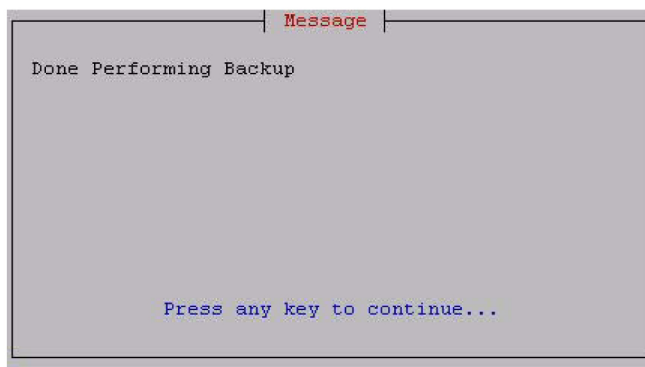 Message
Done Performing Backup
Press any key to continue...